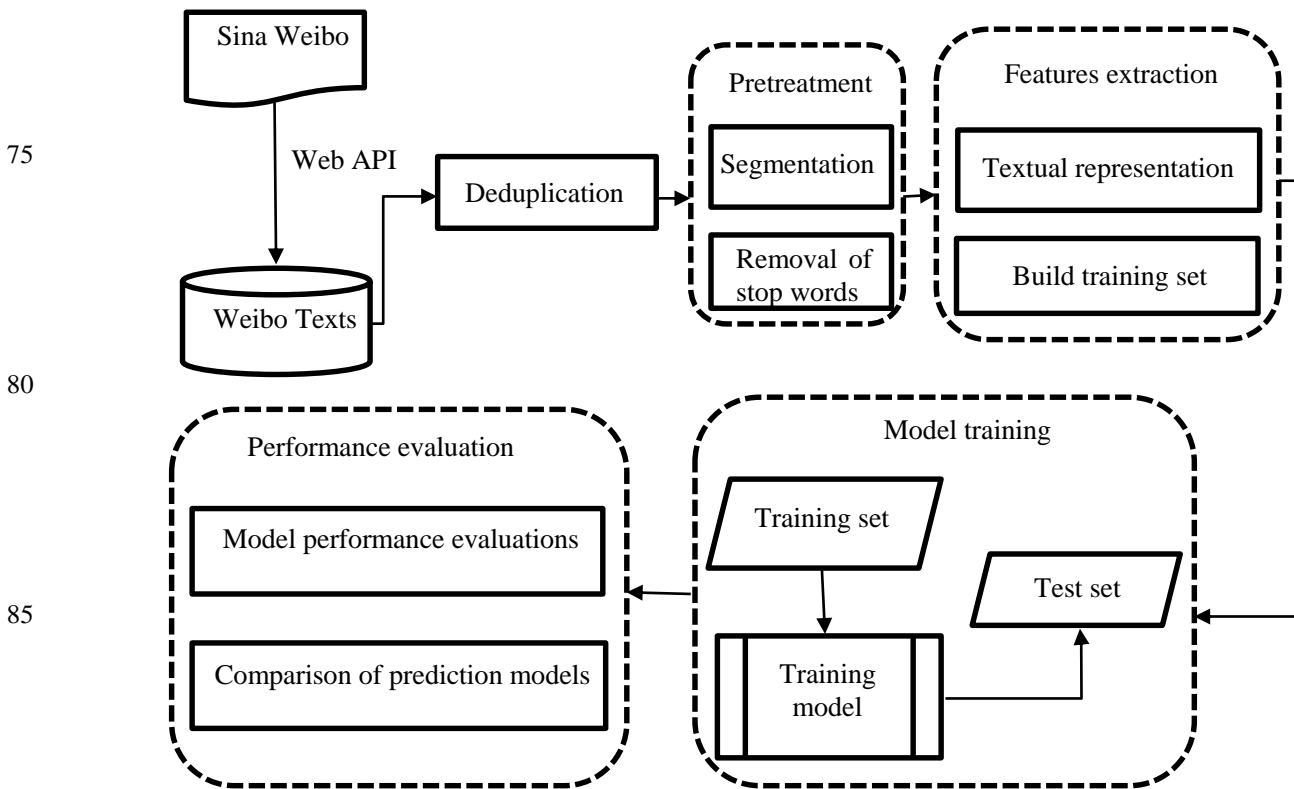 Sina Weibo
Web API
Weibo Texts
Deduplication
Pretreatment
Segmentation
Removal of
stop words
Features extraction
Textual representation
Build training set
75
80
Performance evaluation
Model performance evaluations
Comparison of prediction models
Model training
Training set
Training
model
Test set
85